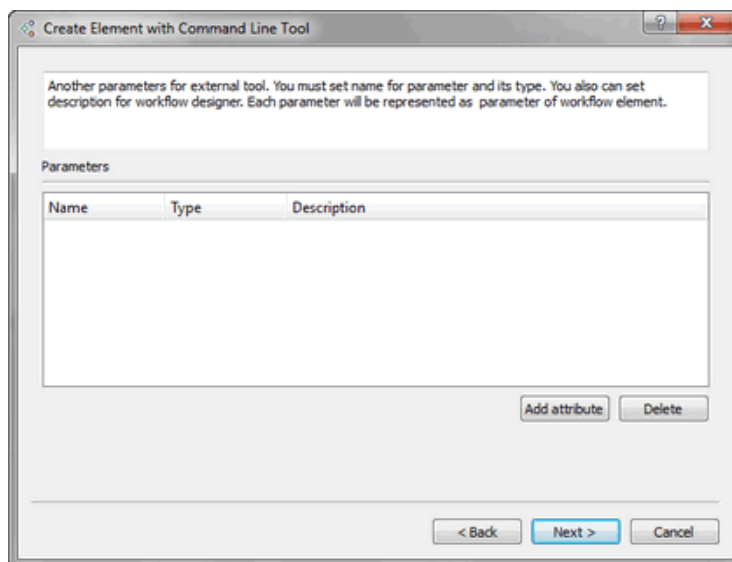 Create Element with Command Line Tool
Another parameters for external tool. You must set name for parameter and its type. You also can set
description for workflow designer. Each parameter will be represented as parameter of workflow element.
Parameters
Name Type Description
Add attribute Delete
< Back Next > Cancel